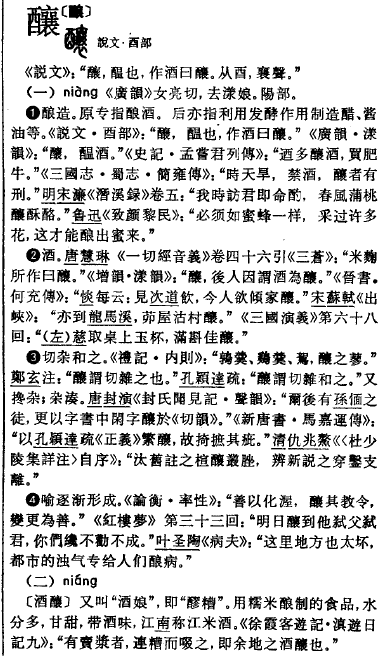 釀〔釀〕
説文·酉部
《説文》：“釀，醖也，作酒曰釀。从酉，襄聲。”
（一）niàng 《廣韻》女亮切，去漾娘。陽部。
❶酿造。原专指酿酒。后亦指利用发酵作用制造醋、酱
油等。《説文·酉部》：“釀，醖也，作酒曰釀。”《廣韻·漾
韻》：“釀，醖酒。”《史記·孟嘗君列傳》：“迺多釀酒，買肥
牛。”《三國志·蜀志·簡雍傳》：“時天旱，禁酒，釀者有
刑。”明宋濂《潛溪録》卷五：“我時訪君即命酌，春風蒲桃
釀酥酪。”鲁迅《致颜黎民》：“必须如蜜蜂一样，采过许多
花，这才能酿出蜜来。”
❷酒。唐慧琳《一切經音義》卷四十六引《三蒼》：“米麴
所作曰釀。”《增韻·漾韻》：“釀，後人因謂酒為釀。”《晉書·
何充傳》：“惔每云：見次道飲，令人欲傾家釀。”宋蘇軾《出
峽》：“亦到龍馬溪，茆屋沽村釀。”《三國演義》第六十八
回：“（左）慈取桌上玉杯，滿斟佳釀。”
❸切杂和之。《禮記·内則》：“鶉羹、雞羹、鴽，釀之蓼。”
鄭玄注：“釀謂切雜之也。”孔穎達疏：“釀謂切雜和之。”又
搀杂；杂凑。唐封演《封氏聞見記·聲韻》：“爾後有孫愐之
徒，更以字書中閑字釀於《切韻》。”《新唐書·馬嘉運傳》：
“以孔穎達疏《正義》繁釀，故掎摭其疵。”清仇兆鰲《〈杜少
陵集詳注〉自序》：“汰舊註之楦釀叢脞，辨新説之穿鑿支
離。”
❹喻逐渐形成。《論衡·率性》：“善以化渥，釀其教令，
變更為善。”《紅樓夢》第三十三回：“明日釀到他弑父弑
君，你們纔不勸不成。”叶圣陶《病夫》：“这里地方也太坏，
都市的浊气专给人们酿病。”
（二）niáng
〔酒釀〕又叫“酒娘”，即“醪糟”。用糯米酿制的食品，水
分多，甘甜，带酒味，江南称江米酒。《徐霞客遊記·滇遊日
記九》：“有賣漿者，連糟而啜之，即余地之酒釀也。”